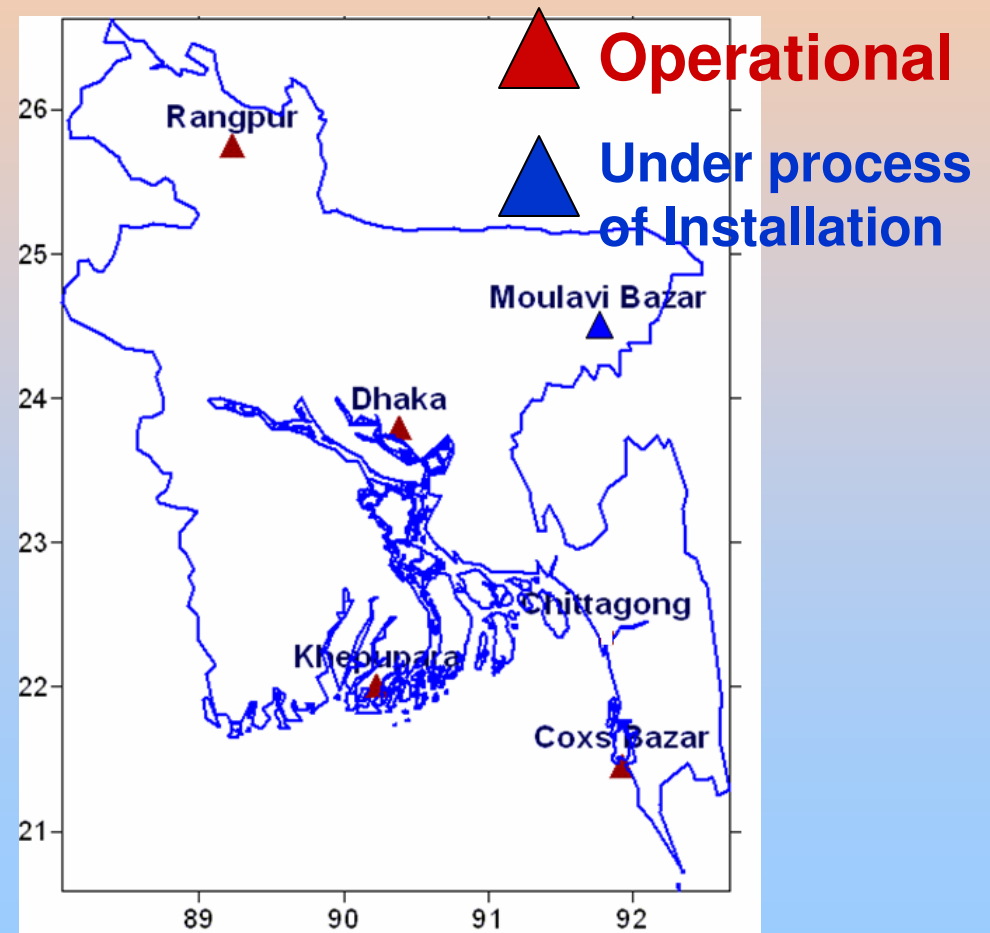 Operational
Under process
of Installation
26
Rangpur
25
Moulavi Bazar
24
Dhaka
23
Chittagong
Khepupara
22
Coxs Bazar
21
89 90 91 92